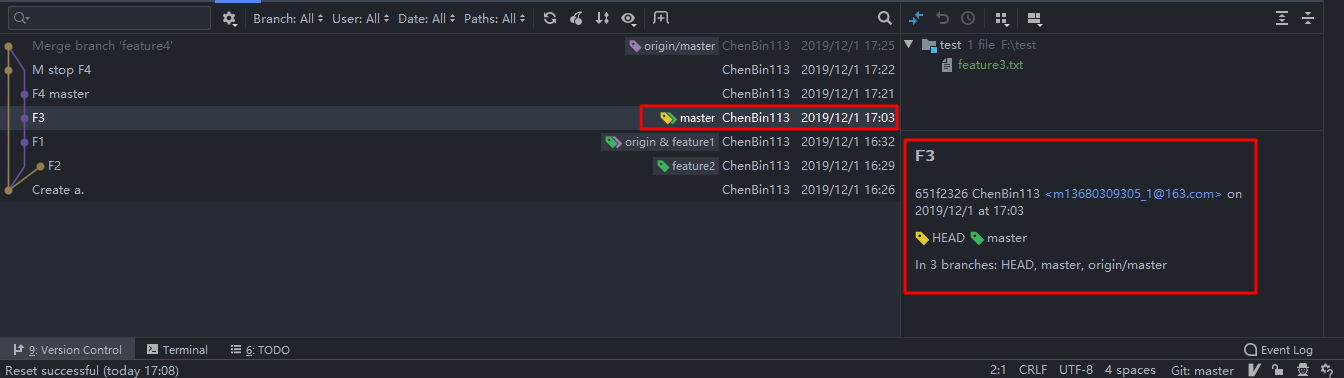 Branch: All User: All Date: All Paths: All
Merge branch 'feature4' origin/master ChenBin113 2019/12/1 17:25
M stop F4 ChenBin113 2019/12/1 17:22
F4 master ChenBin113 2019/12/1 17:21
F3 master ChenBin113 2019/12/1 17:03
F1 origin & feature1 ChenBin113 2019/12/1 16:32
F2 feature2 ChenBin113 2019/12/1 16:29
Create a. ChenBin113 2019/12/1 16:26
test 1 file F:\test
feature3.txt
F3
651f2326 ChenBin113 <m13680309305_1@163.com> on
2019/12/1 at 17:03
HEAD master
In 3 branches: HEAD, master, origin/master
9: Version Control Terminal 6: TODO Event Log
Reset successful (today 17:08) 2:1 CRLF UTF-8 4 spaces Git: master